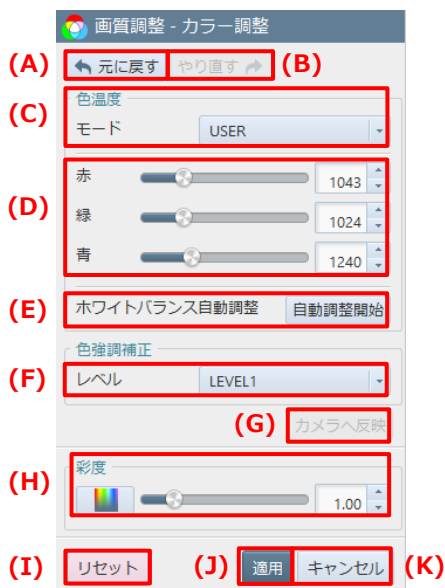 画質調整 - カラー調整
(A) 元に戻す やり直す (B)
色温度
(C) モード USER
(D) 赤 1043
緑 1024
青 1240
(E) ホワイトバランス自動調整 自動調整開始
色強調補正
(F) レベル LEVEL1
(G) カメラへ反映
彩度
(H) 1.00
(I) リセット (J) 適用 キャンセル (K)